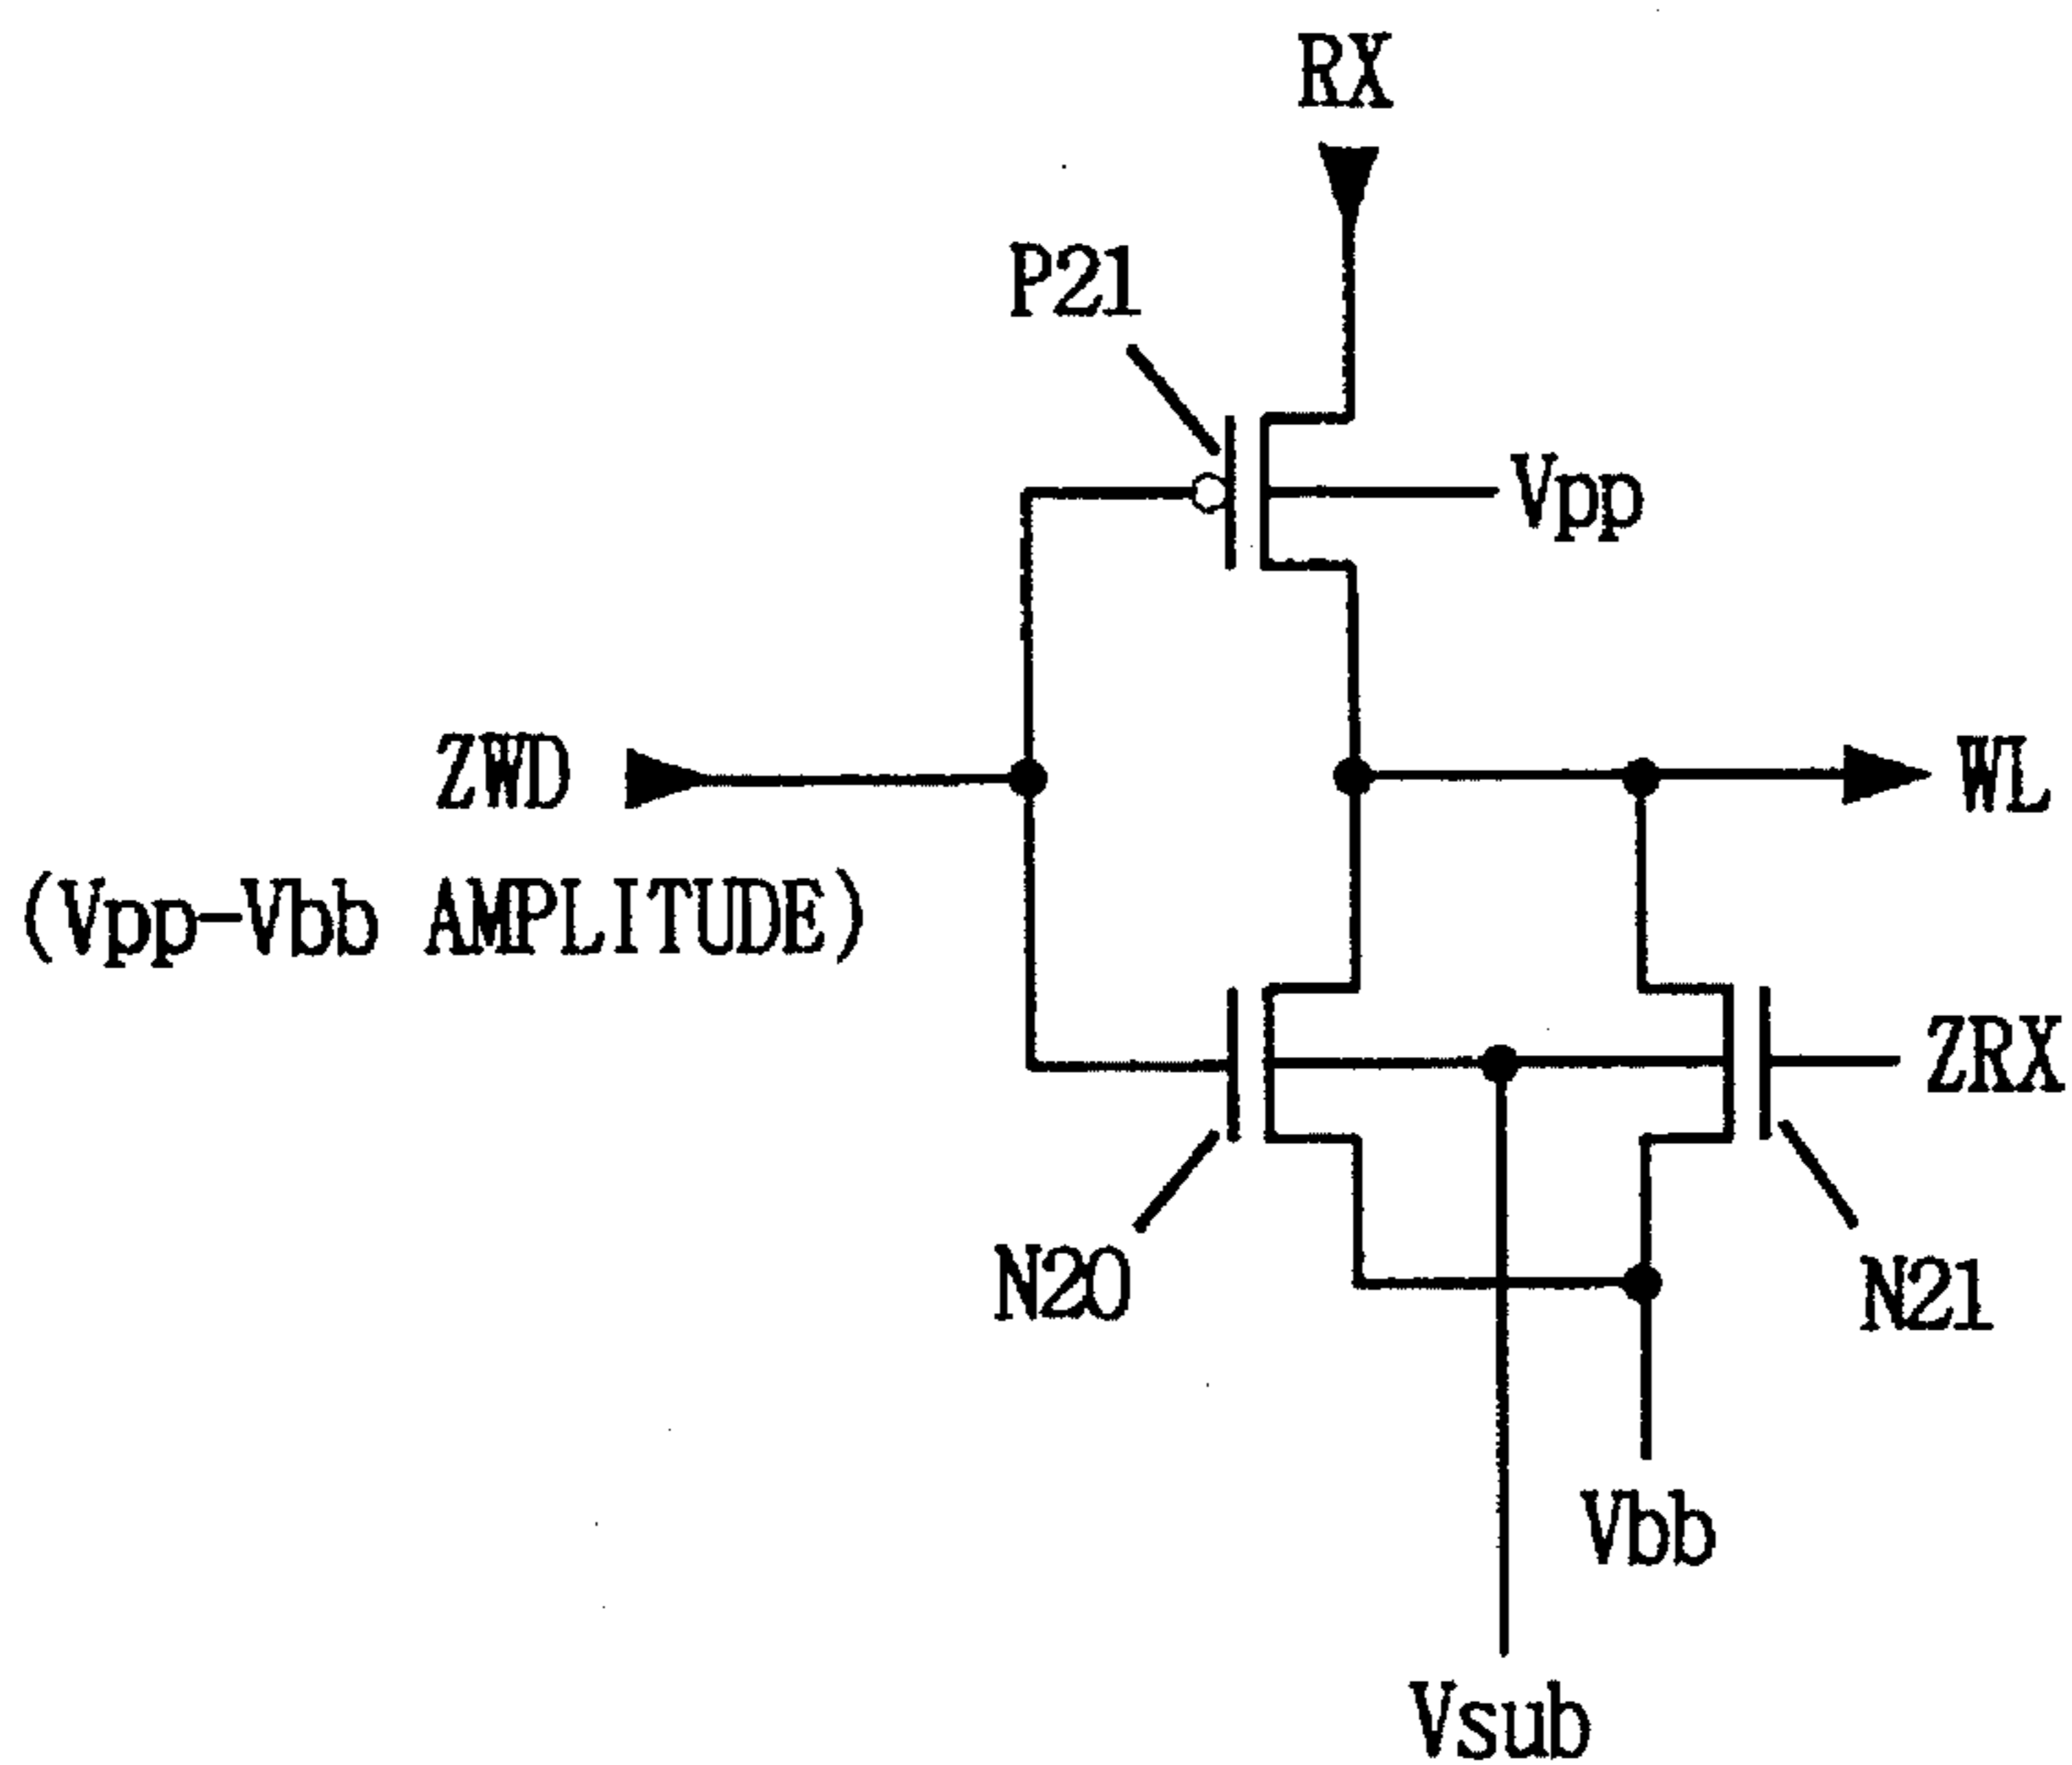 RX
P21
Vpp
ZWD
WL
(Vpp-Vbb AMPLITUDE)
ZRX
N20
N21
Vbb
Vsub